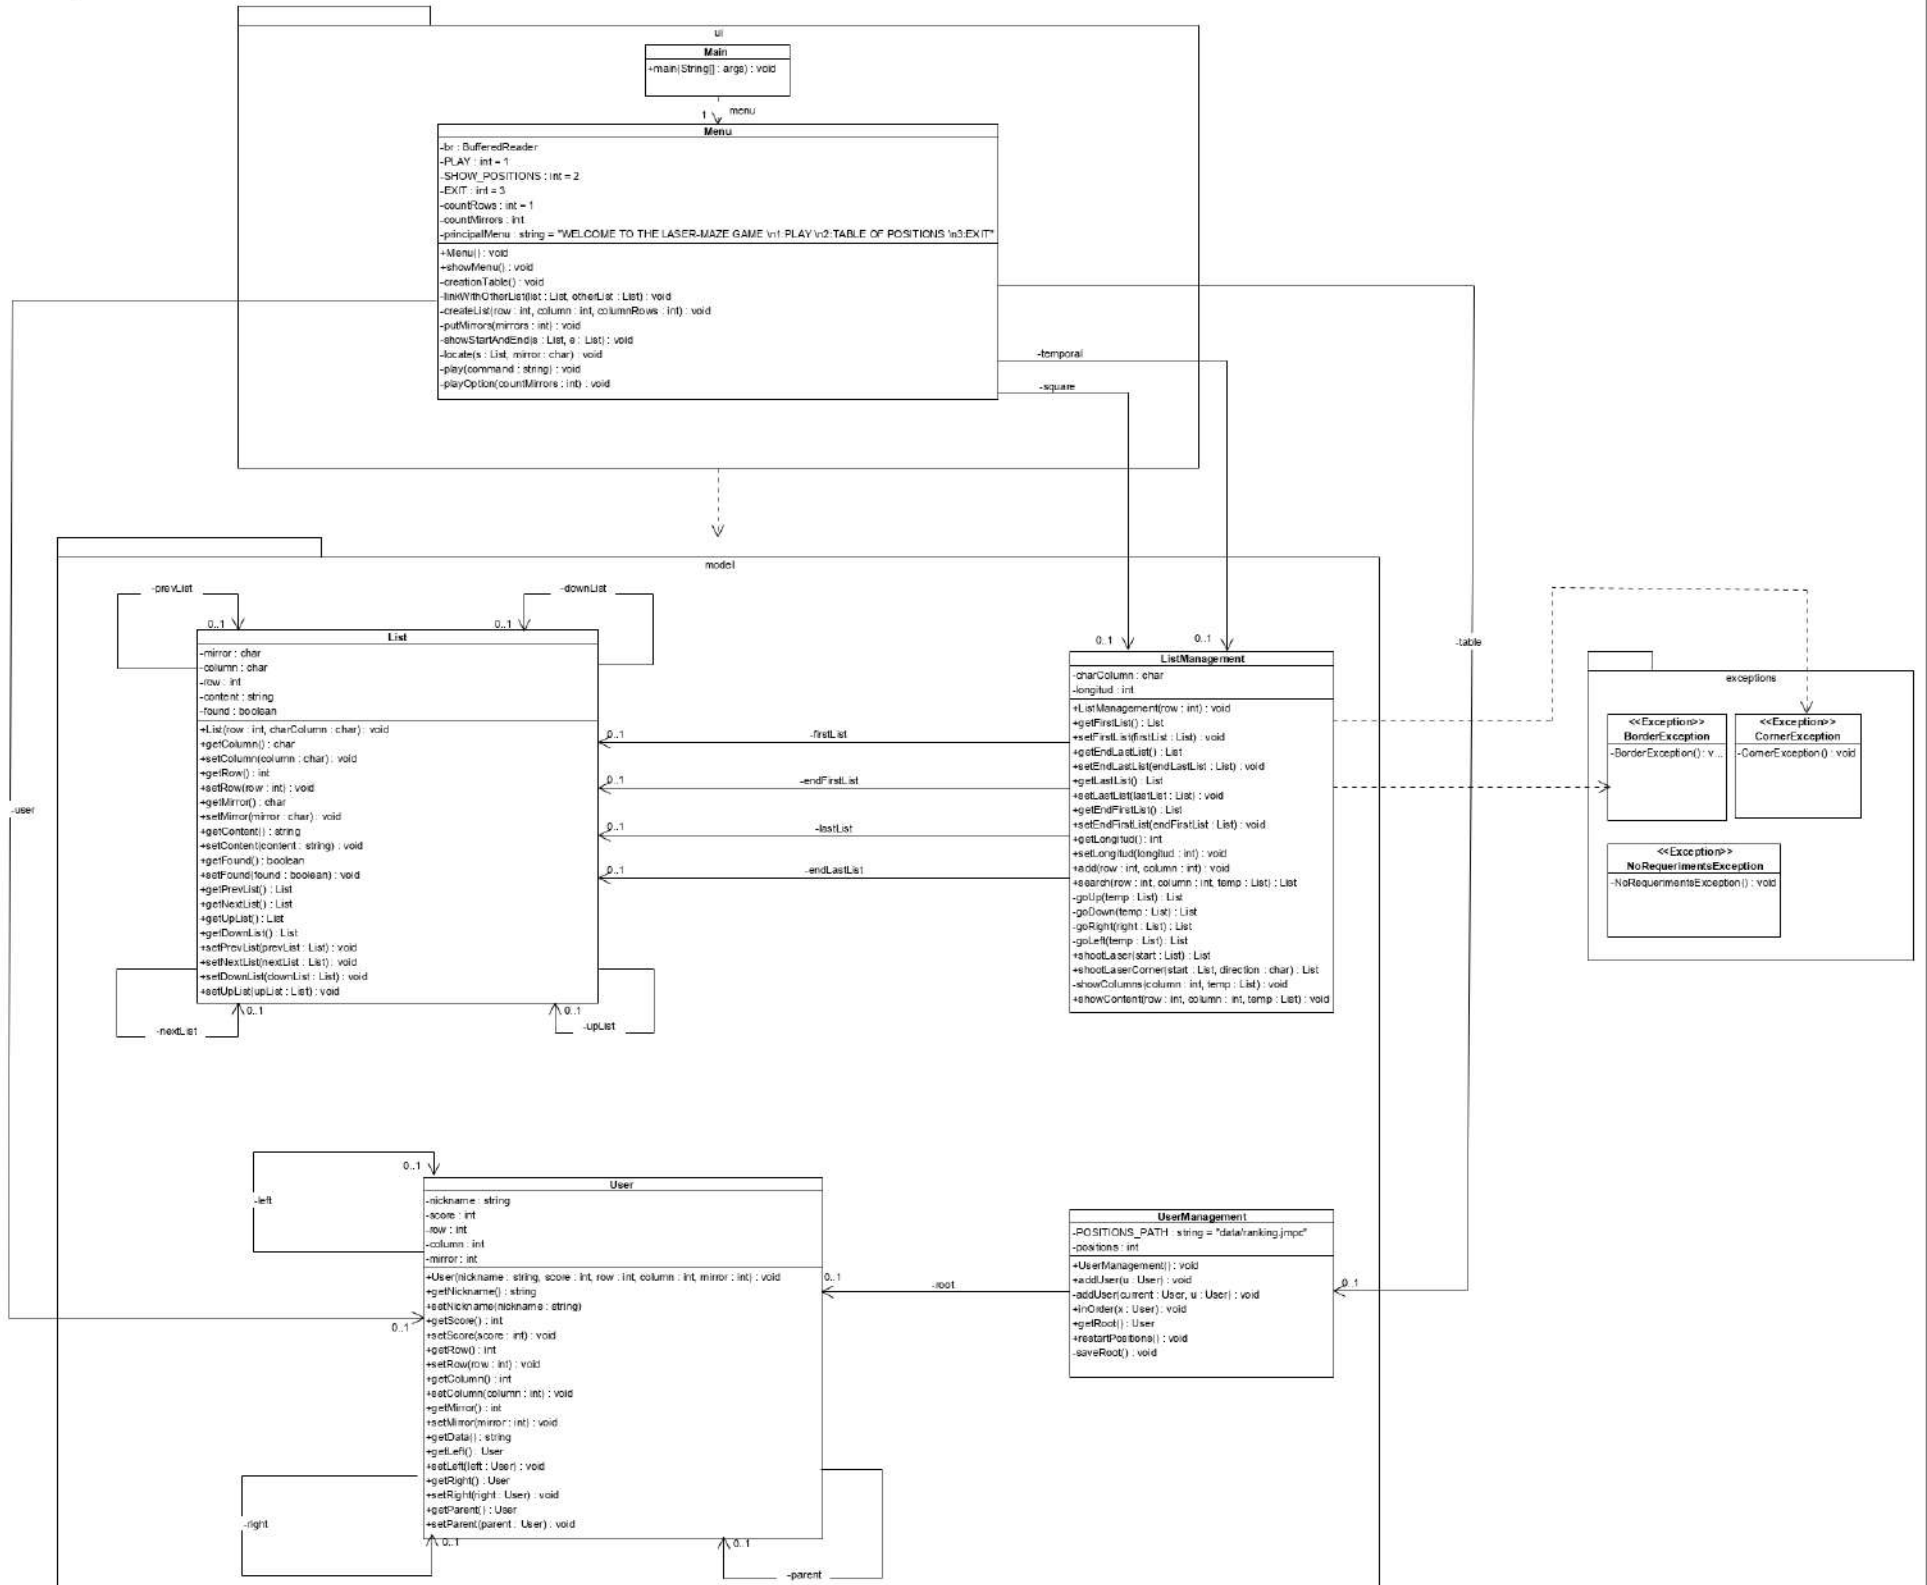 ui
Main
+main(String[] : args) : void
1
menu
Menu
-br : BufferedReader
-PLAY : int = 1
-SHOW_POSITIONS : int = 2
-EXIT : int = 3
-countRows : int = 1
-countMirrors : int
-principalMenu : string = "WELCOME TO THE LASER-MAZE GAME \n1:PLAY \n2:TABLE OF POSITIONS \n3:EXIT"
+Menu() : void
+showMenu() : void
-creationTable() : void
-linkWithOtherList(list : List, otherList : List) : void
-createList(row : int, column : int, columnRows : int) : void
-putMirrors(mirrors : int) : void
-showStartAndEnd(s : List, e : List) : void
-locate(s : List, mirror : char) : void
-play(command : string) : void
-playOption(countMirrors : int) : void
-temporal
-square
-table
-user
modell
-prevList
0..1
-downList
0..1
List
-mirror : char
-column : char
-row : int
-content : string
-found : boolean
+List(row : int, charColumn : char) : void
+getColumn() : char
+setColumn(column : char) : void
+getRow() : int
+setRow(row : int) : void
+getMirror() : char
+setMirror(mirror : char) : void
+getContent() : string
+setContent(content : string) : void
+getFound() : boolean
+setFound(found : boolean) : void
+getPrevList() : List
+getNextList() : List
+getUpList() : List
+getDownList() : List
+setPrevList(prevList : List) : void
+setNextList(nextList : List) : void
+setDownList(downList : List) : void
+setUpList(upList : List) : void
0..1
-nextList
0..1
-upList
0..1
-firstList
0..1
-endFirstList
0..1
-lastList
0..1
-endLastList
0..1
0..1
ListManagement
-charColumn : char
-longitud : int
+ListManagement(row : int) : void
+getFirstList() : List
+setFirstList(firstList : List) : void
+getEndLastList() : List
+setEndLastList(endLastList : List) : void
+getLastList() : List
+setLastList(lastList : List) : void
+getEndFirstList() : List
+setEndFirstList(endFirstList : List) : void
+getLongitud() : int
+setLongitud(longitud : int) : void
+add(row : int, column : int) : void
+search(row : int, column : int, temp : List) : List
-goUp(temp : List) : List
-goDown(temp : List) : List
-goRight(right : List) : List
-goLeft(temp : List) : List
+shootLaser(start : List) : List
+shootLaserCorner(start : List, direction : char) : List
-showColumns(column : int, temp : List) : void
+showContent(row : int, column : int, temp : List) : void
exceptions
<<Exception>>
BorderException
-BorderException() : v...
<<Exception>>
CornerException
-CornerException() : void
<<Exception>>
NoRequerimentsException
-NoRequerimentsException() : void
0..1
-left
User
-nickname : string
-score : int
-row : int
-column : int
-mirror : int
+User(nickname : string, score : int, row : int, column : int, mirror : int) : void
+getNickname() : string
+setNickname(nickname : string)
+getScore() : int
+setScore(score : int) : void
+getRow() : int
+setRow(row : int) : void
+getColumn() : int
+setColumn(column : int) : void
+getMirror() : int
+setMirror(mirror : int) : void
+getData() : string
+getLeft() : User
+setLeft(left : User) : void
+getRight() : User
+setRight(right : User) : void
+getParent() : User
+setParent(parent : User) : void
0..1
-right
0..1
0..1
-parent
0..1
-root
UserManagement
-POSITIONS_PATH : string = "data/ranking.jmpc"
-positions : int
+UserManagement() : void
+addUser(u : User) : void
-addUser(current : User, u : User) : void
+inOrder(x : User) : void
+getRoot() : User
+restartPositions() : void
-saveRoot() : void
0..1